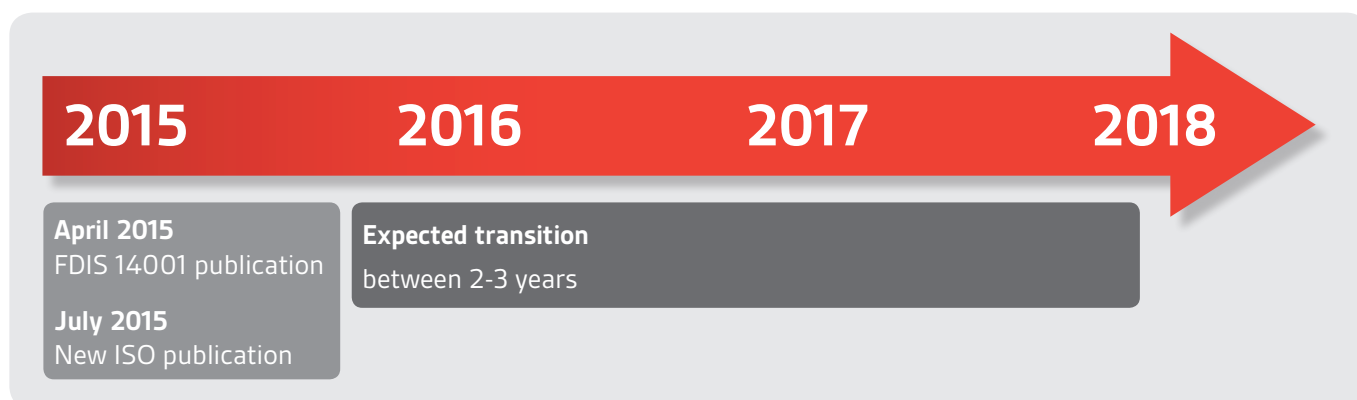 2015 2016 2017 2018
April 2015
FDIS 14001 publication
July 2015
New ISO publication
Expected transition
between 2-3 years